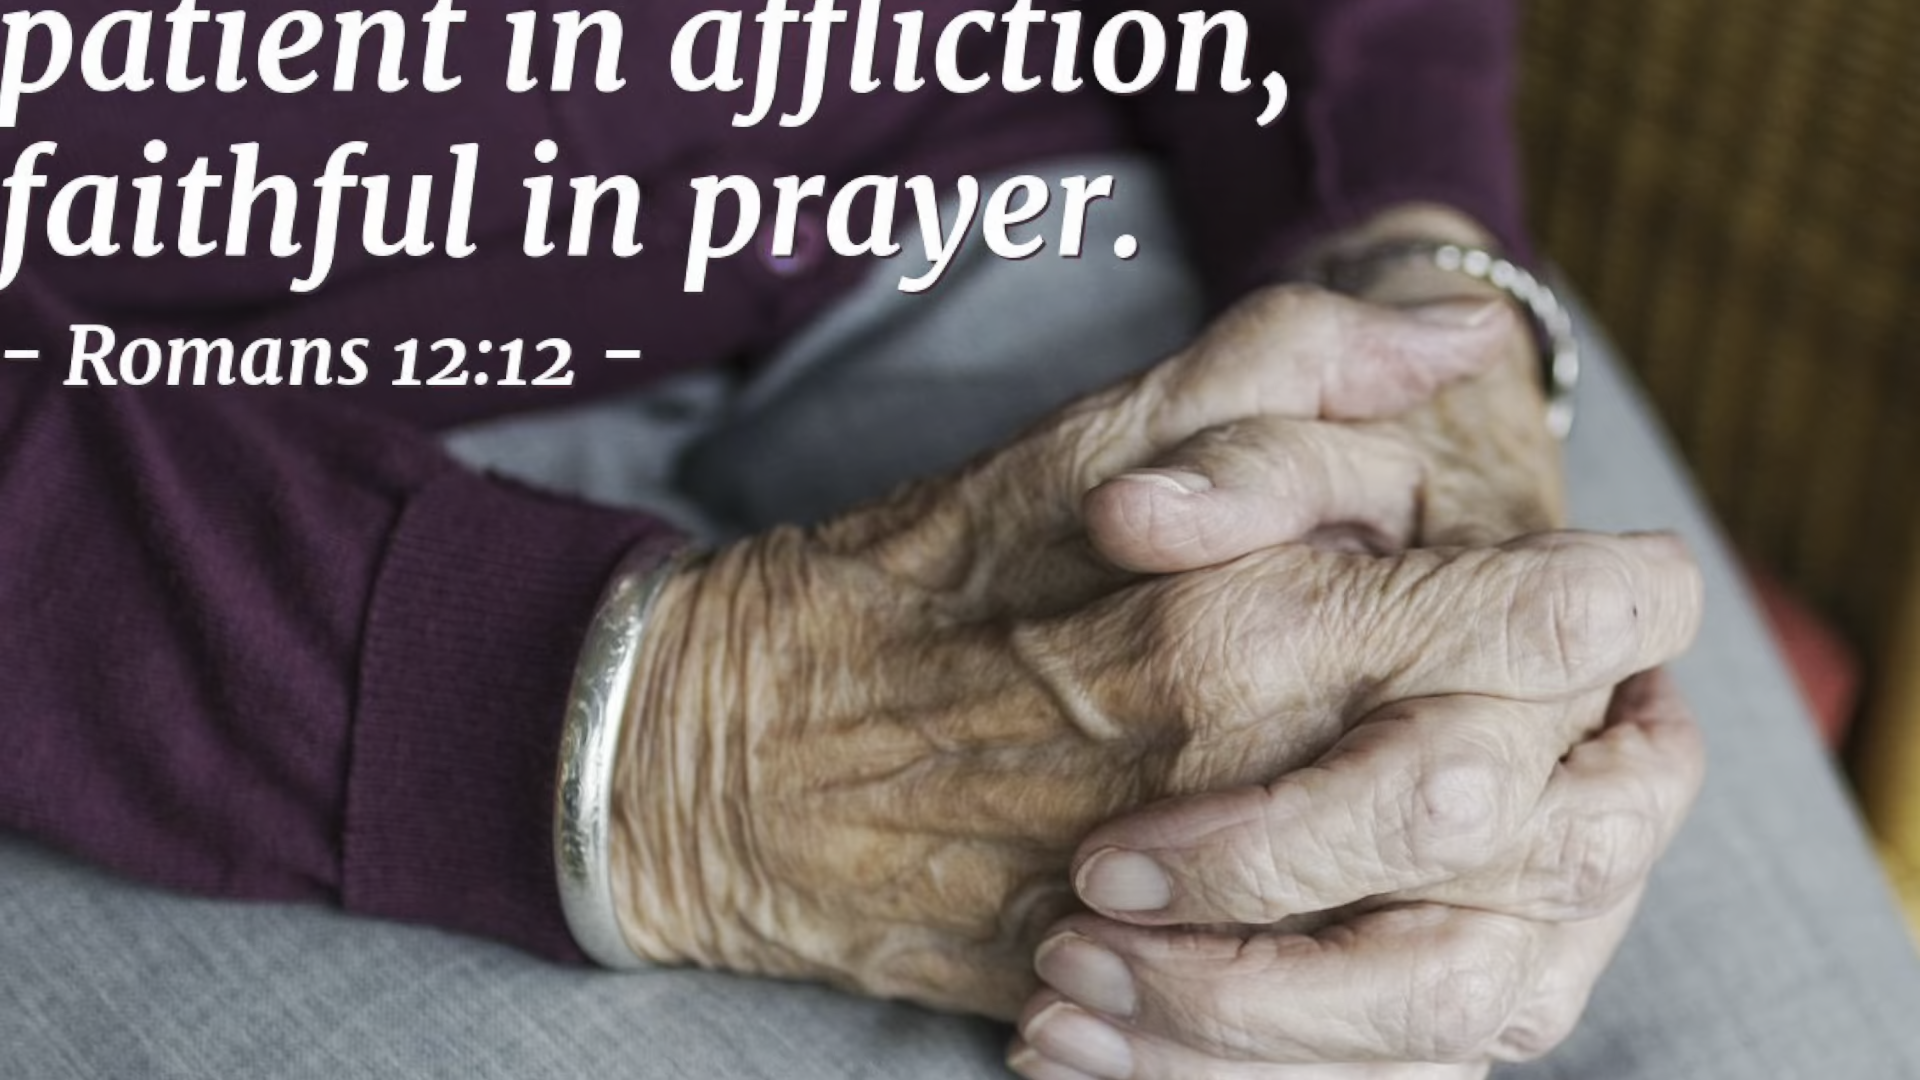 patient in affliction,
faithful in prayer.
- Romans 12:12 -